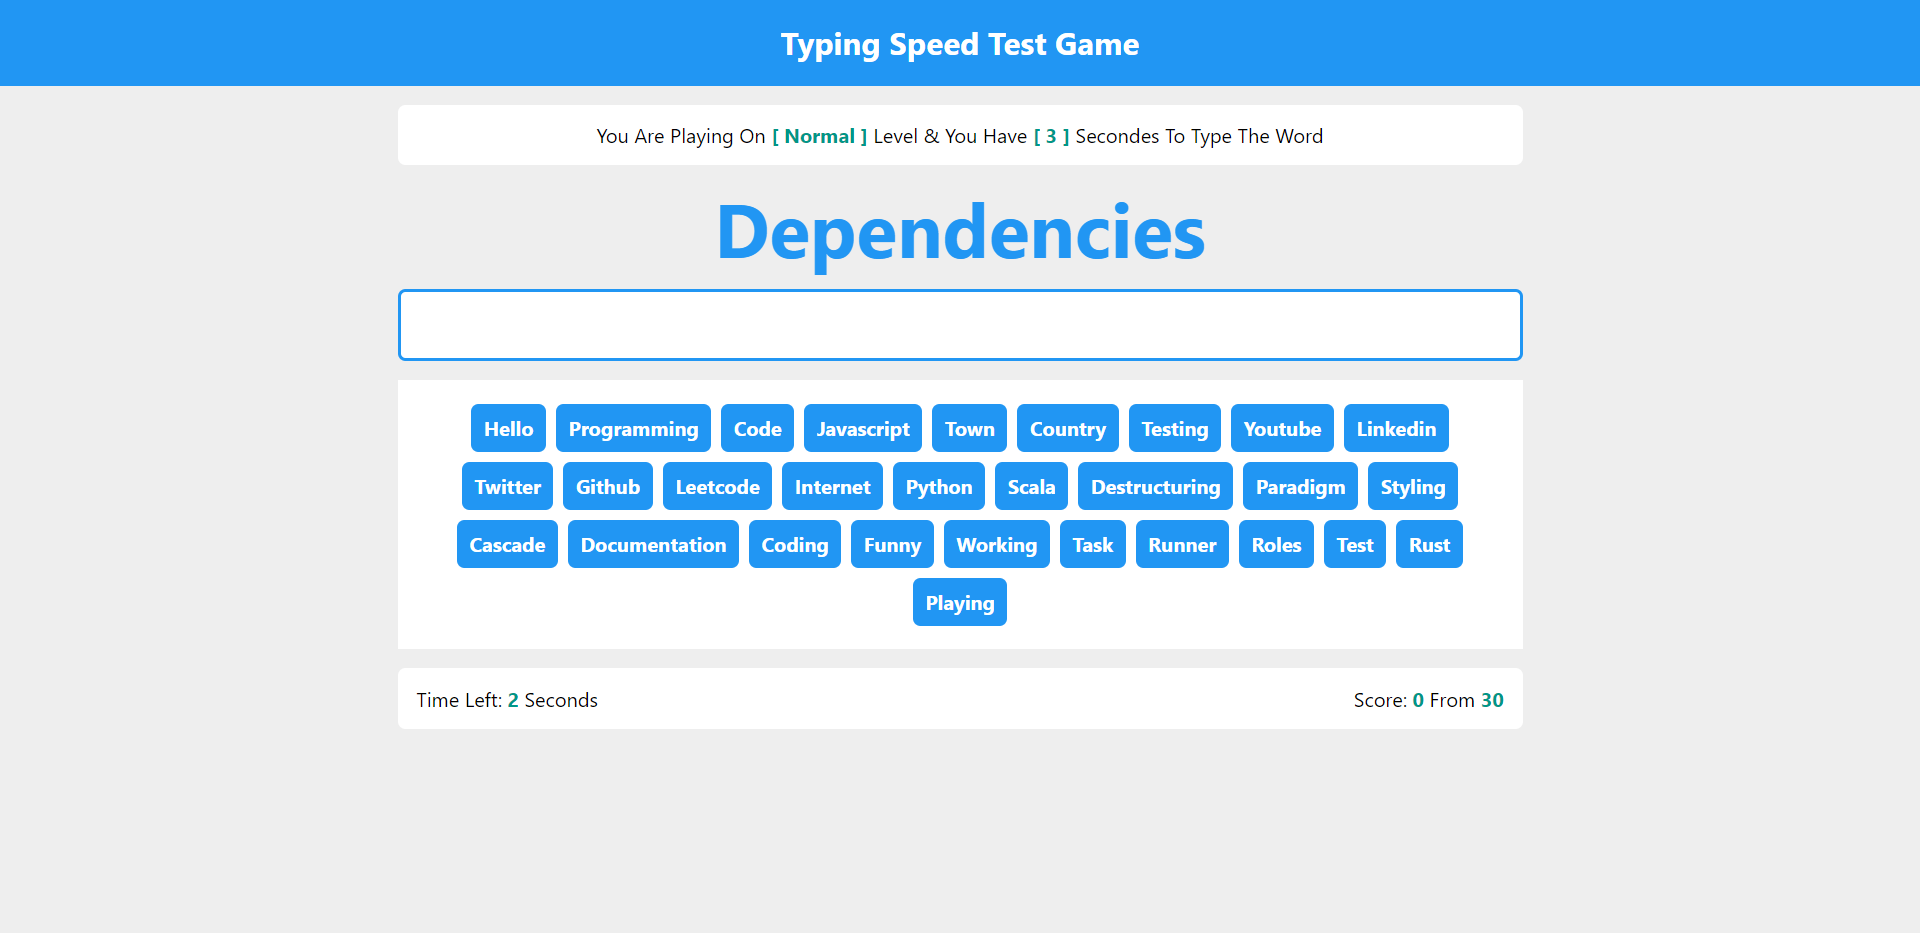 Typing Speed Test Game
You Are Playing On [ Normal ] Level & You Have [ 3 ] Secondes To Type The Word
Dependencies
Hello Programming Code Javascript Town Country Testing Youtube Linkedin
Twitter Github Leetcode Internet Python Scala Destructuring Paradigm Styling
Cascade Documentation Coding Funny Working Task Runner Roles Test Rust
Playing
Time Left: 2 Seconds Score: 0 From 30